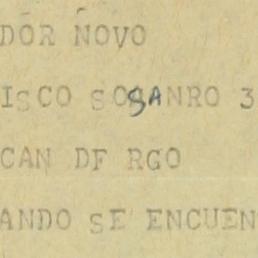 DOR NOVO
ISCO SOSANRO 3
CAN DF RGO
ANDO SE ENCUEN